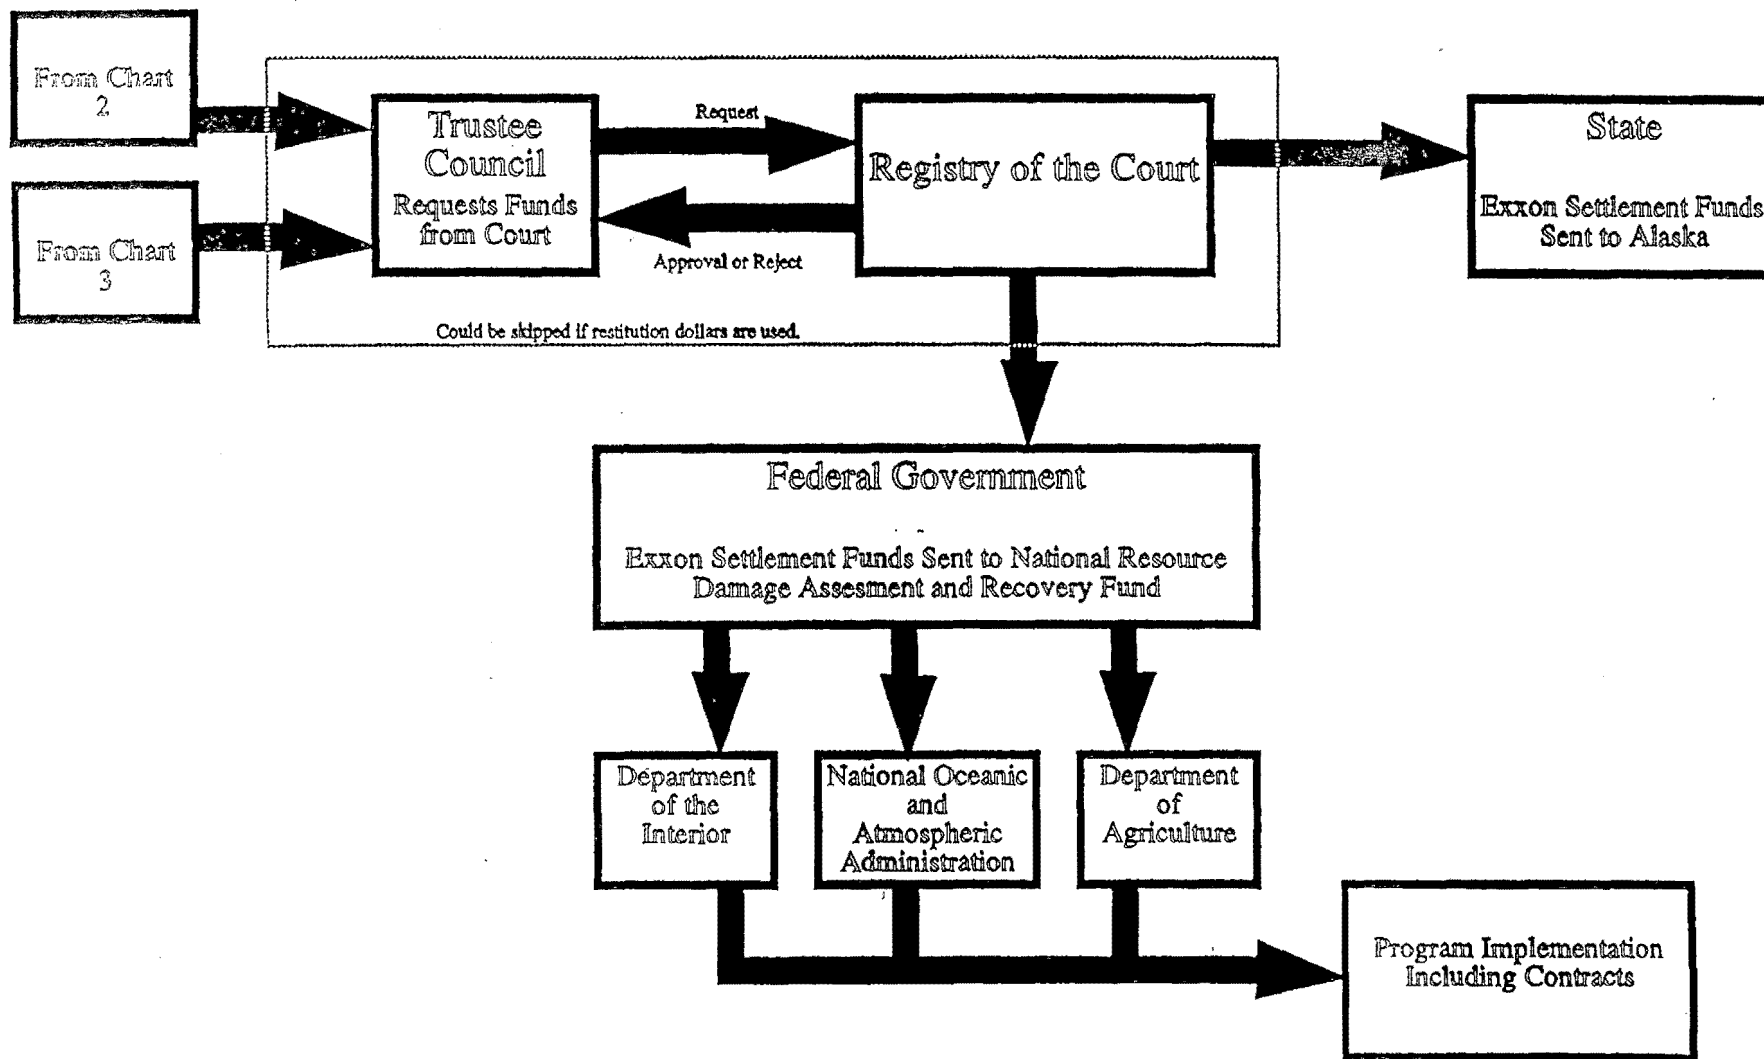 From Chart
2
From Chart
3
Trustee
Council
Requests Funds
from Court
Request
Approval or Reject
Registry of the Court
State
Exxon Settlement Funds
Sent to Alaska
Could be skipped if restitution dollars are used.
Federal Government
Exxon Settlement Funds Sent to National Resource
Damage Assesment and Recovery Fund
Department
of the
Interior
National Oceanic
and
Atmospheric
Administration
Department
of
Agriculture
Program Implementation
Including Contracts